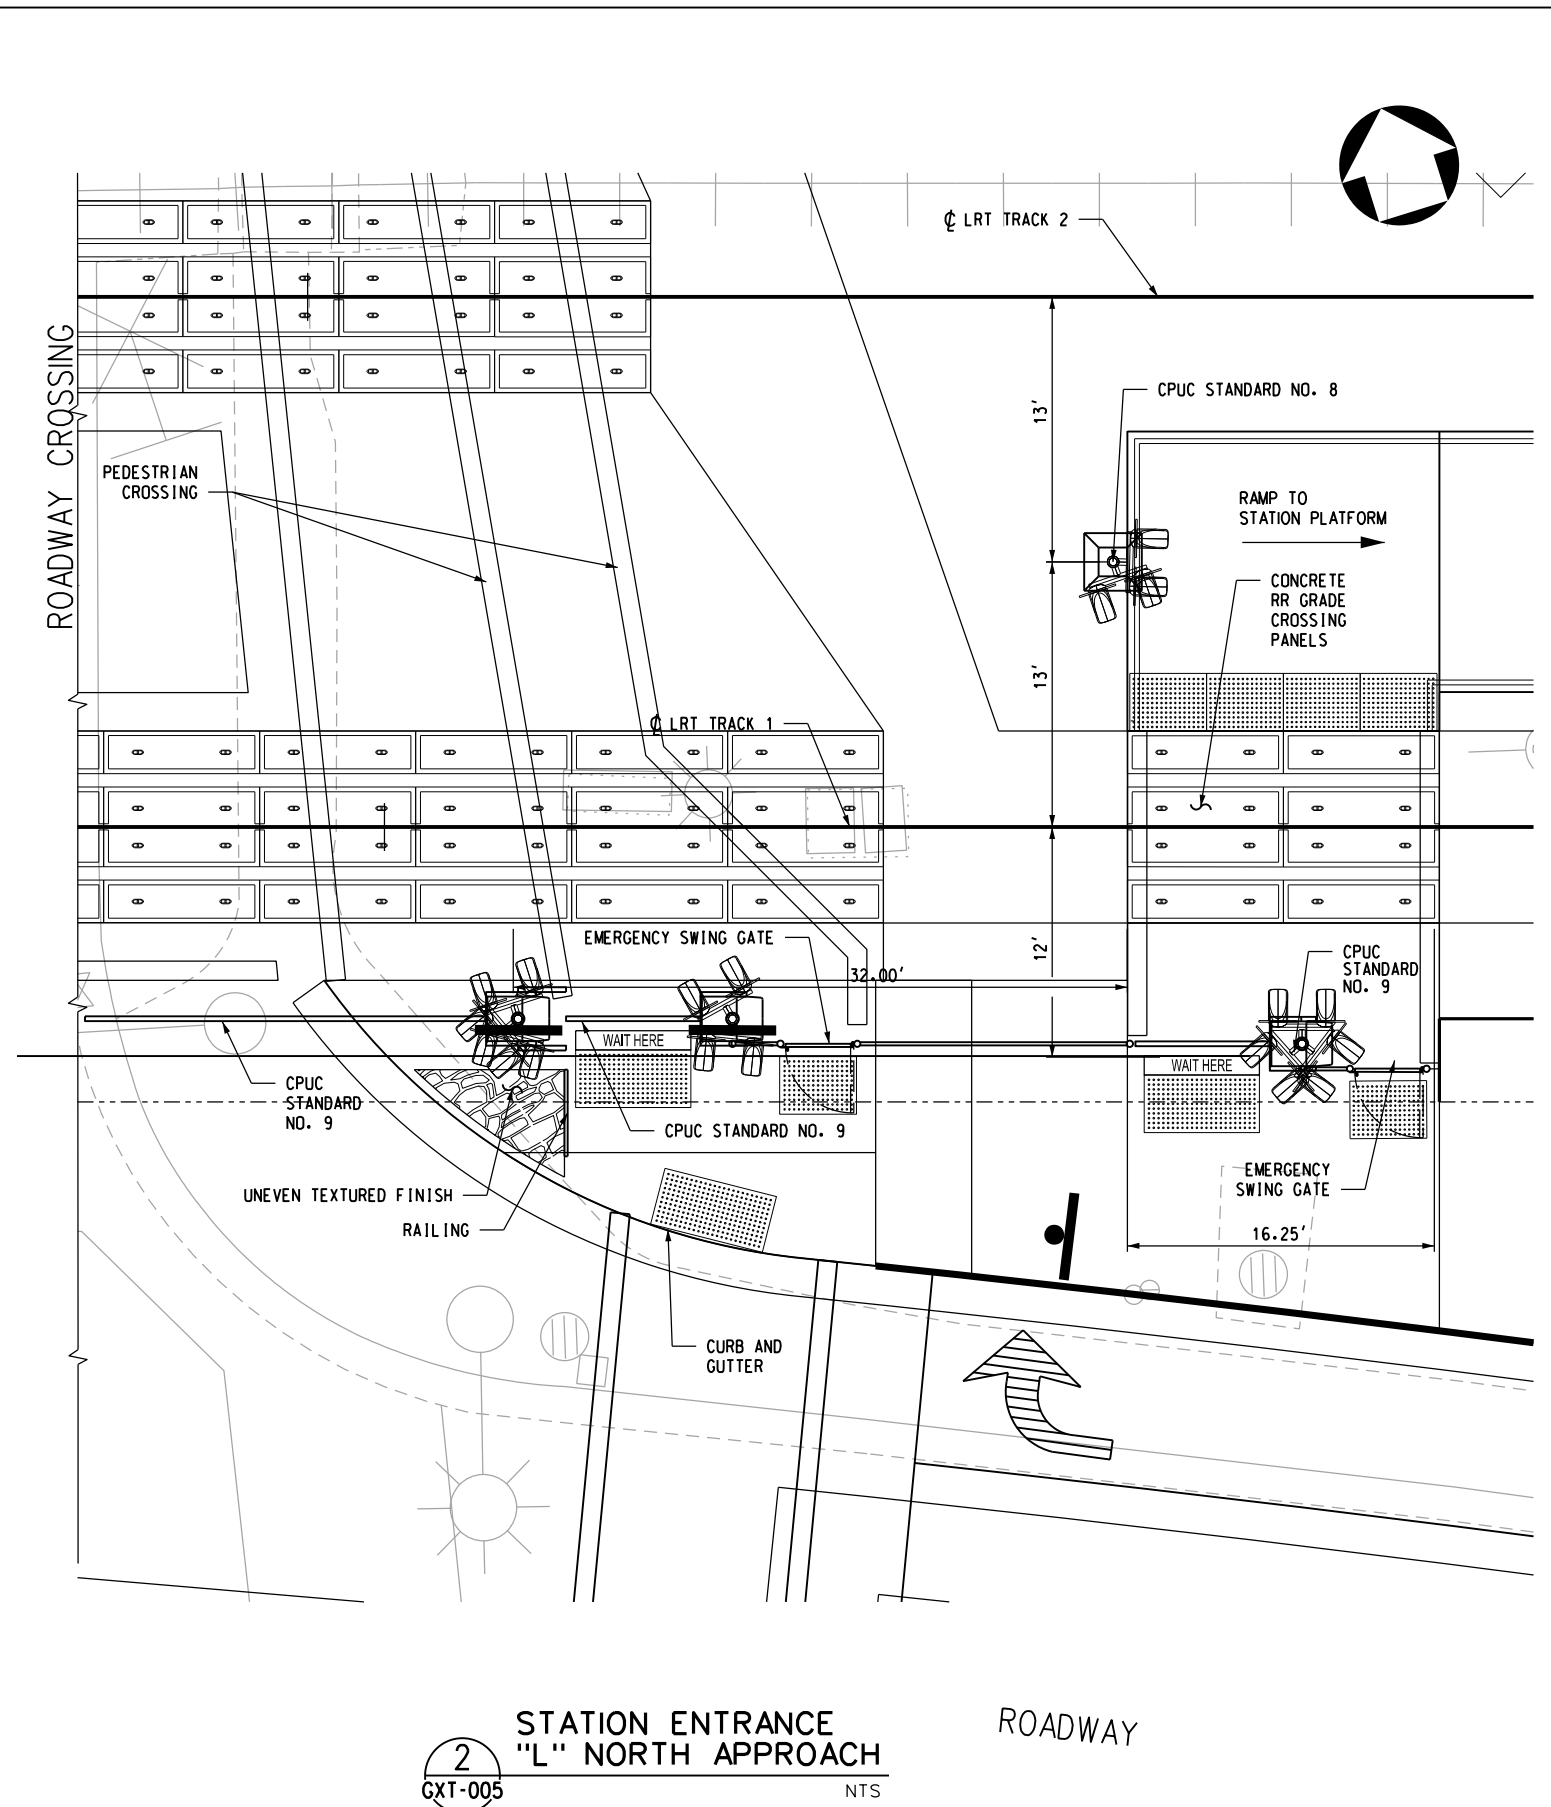 ℄ LRT TRACK 2
ROADWAY CROSSING
CPUC STANDARD NO. 8
13'
PEDESTRIAN
CROSSING
RAMP TO
STATION PLATFORM
CONCRETE
RR GRADE
CROSSING
PANELS
13'
℄ LRT TRACK 1
EMERGENCY SWING GATE
12'
32.00'
CPUC
STANDARD
NO. 9
WAIT HERE
WAIT HERE
CPUC
STANDARD
NO. 9
CPUC STANDARD NO. 9
UNEVEN TEXTURED FINISH
RAILING
EMERGENCY
SWING GATE
16.25'
CURB AND
GUTTER
STATION ENTRANCE
"L" NORTH APPROACH
2
GXT-005
NTS
ROADWAY